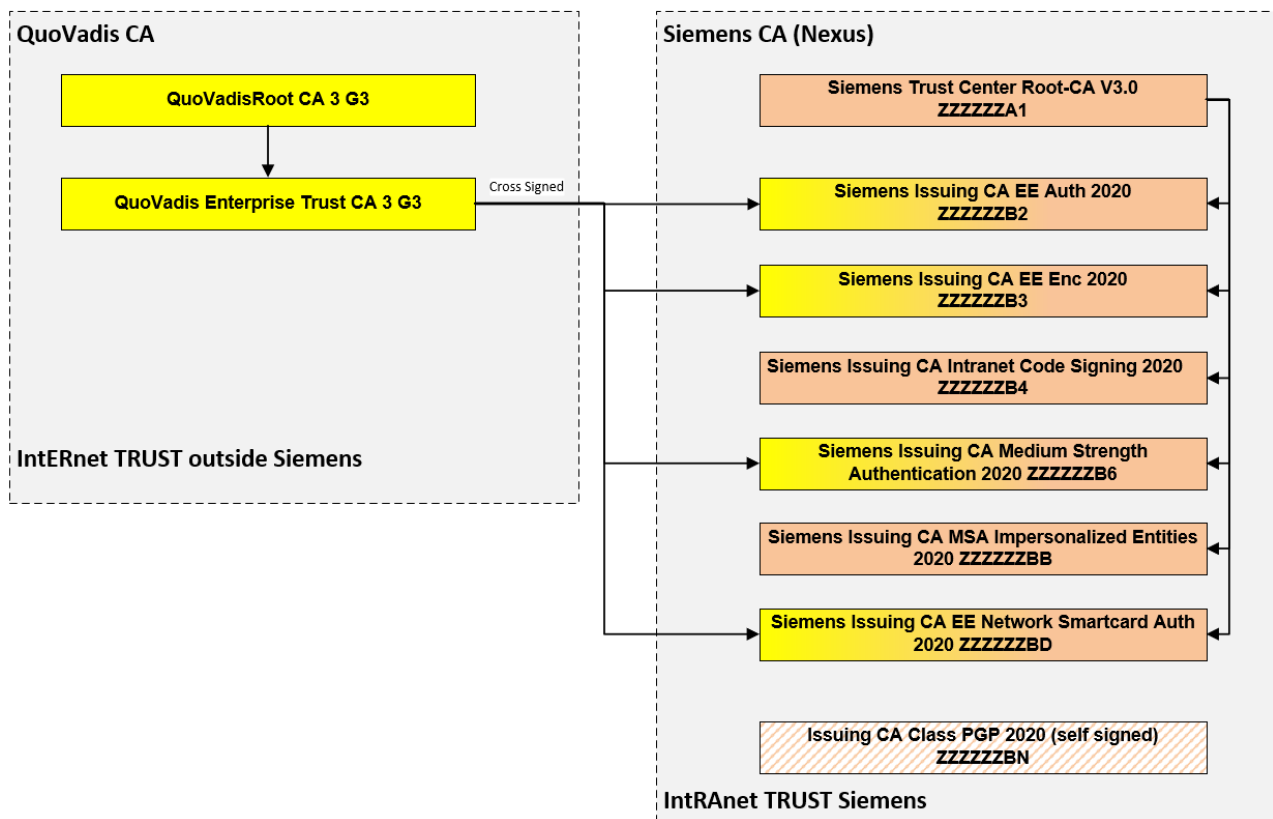 QuoVadis CA
QuoVadisRoot CA 3 G3
QuoVadis Enterprise Trust CA 3 G3
IntERnet TRUST outside Siemens
Cross Signed
Siemens CA (Nexus)
Siemens Trust Center Root-CA V3.0
ZZZZZZA1
Siemens Issuing CA EE Auth 2020
ZZZZZZB2
Siemens Issuing CA EE Enc 2020
ZZZZZZB3
Siemens Issuing CA Intranet Code Signing 2020
ZZZZZZB4
Siemens Issuing CA Medium Strength
Authentication 2020 ZZZZZZB6
Siemens Issuing CA MSA Impersonalized Entities
2020 ZZZZZZBB
Siemens Issuing CA EE Network Smartcard Auth
2020 ZZZZZZBD
Issuing CA Class PGP 2020 (self signed)
ZZZZZZBN
IntRAnet TRUST Siemens